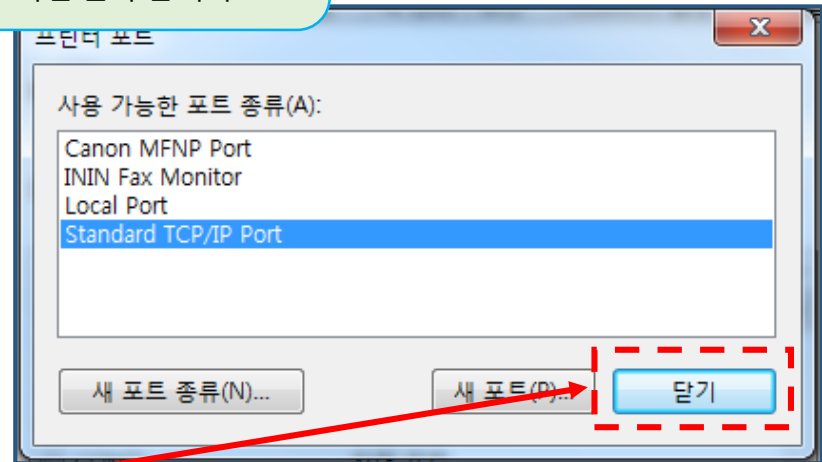 프린터 포트
사용 가능한 포트 종류(A):
Canon MFNP Port
ININ Fax Monitor
Local Port
Standard TCP/IP Port
새 포트 종류(N)...
새 포트(P)...
닫기